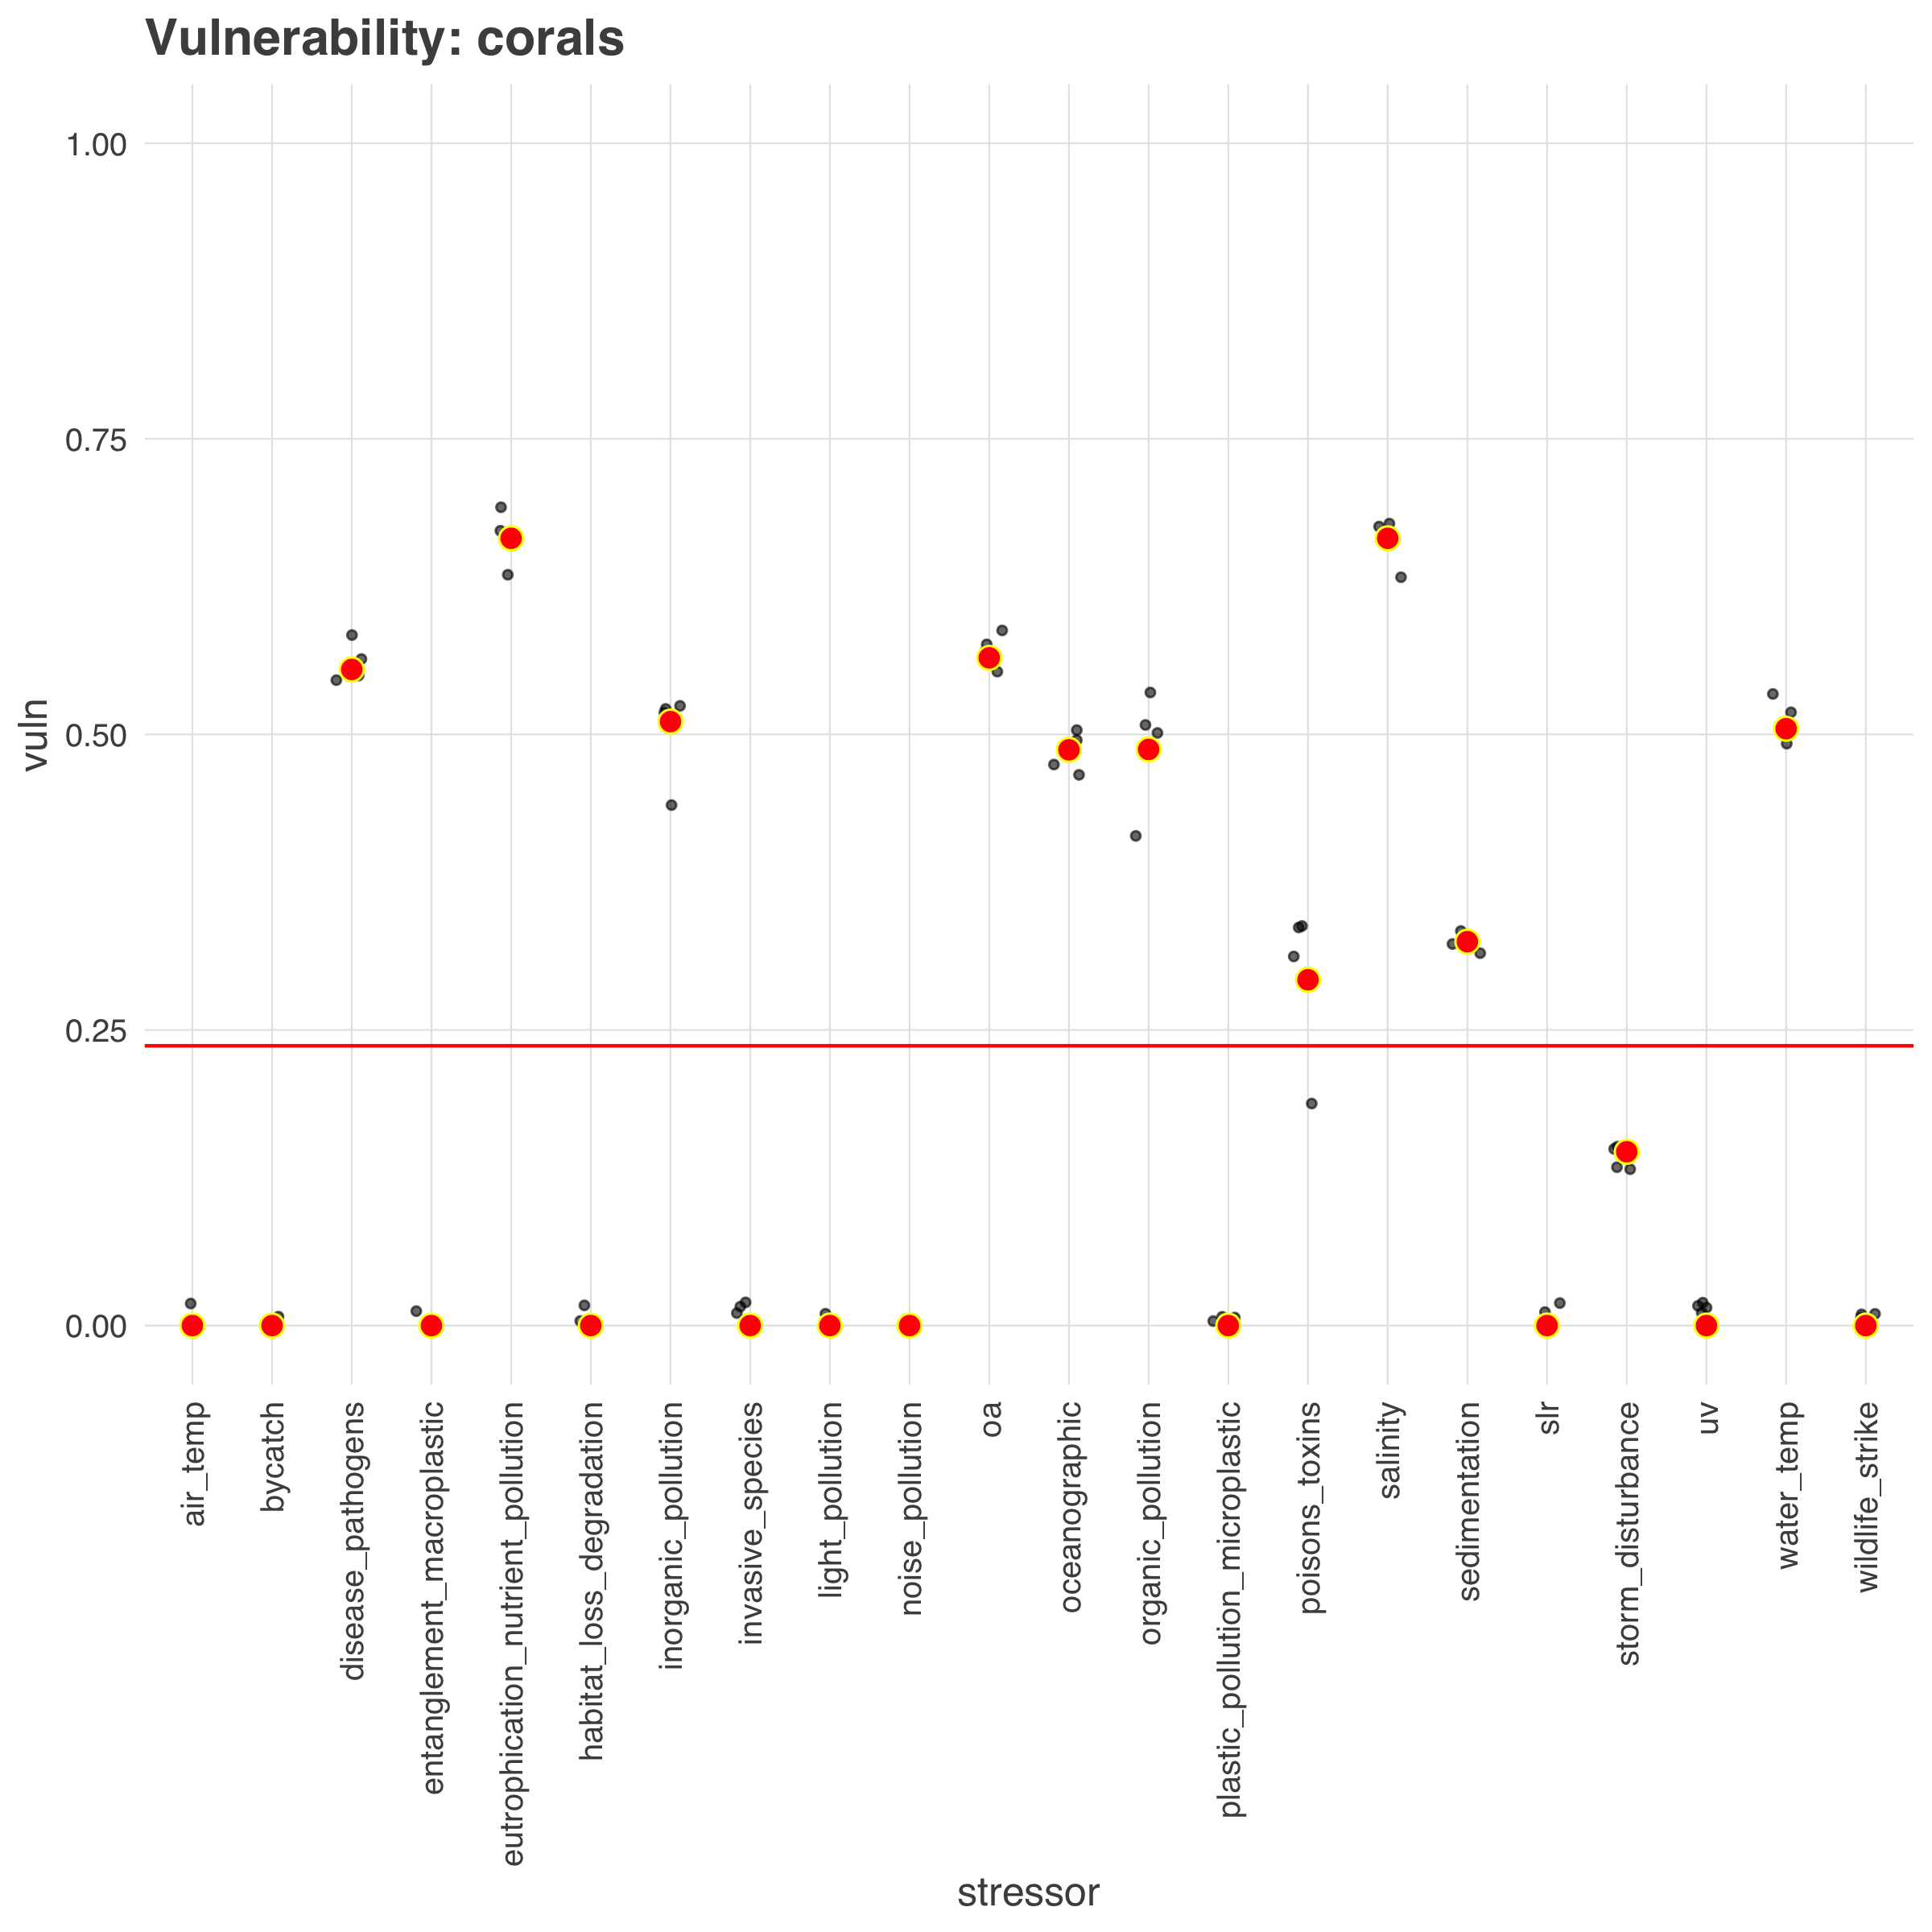 Vulnerability: corals
vuln
1.00
0.75
0.50
0.25
0.00
air_temp
bycatch
disease_pathogens
entanglement_macroplastic
eutrophication_nutrient_pollution
habitat_loss_degradation
inorganic_pollution
invasive_species
light_pollution
noise_pollution
oa
oceanographic
organic_pollution
plastic_pollution_microplastic
poisons_toxins
salinity
sedimentation
slr
storm_disturbance
uv
water_temp
wildlife_strike
stressor